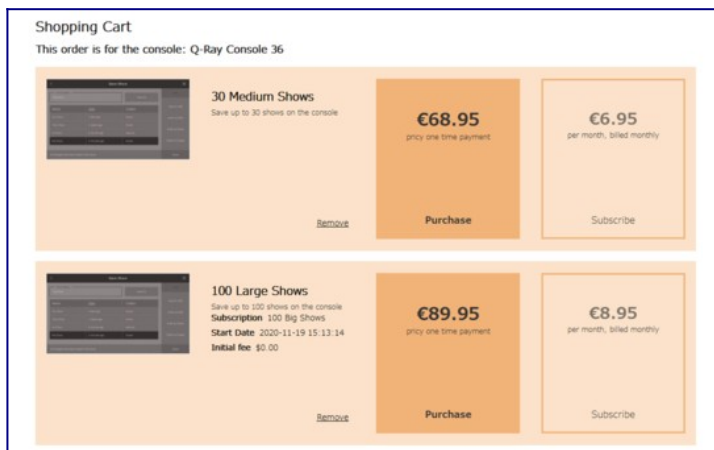 Shopping Cart
This order is for the console: Q-Ray Console 36
30 Medium Shows
Save up to 30 shows on the console
Remove
€68.95
pricy one time payment
Purchase
€6.95
per month, billed monthly
Subscribe
100 Large Shows
Save up to 100 shows on the console
Subscription 100 Big Shows
Start Date 2020-11-19 15:13:14
Initial fee $0.00
Remove
€89.95
pricy one time payment
Purchase
€8.95
per month, billed monthly
Subscribe